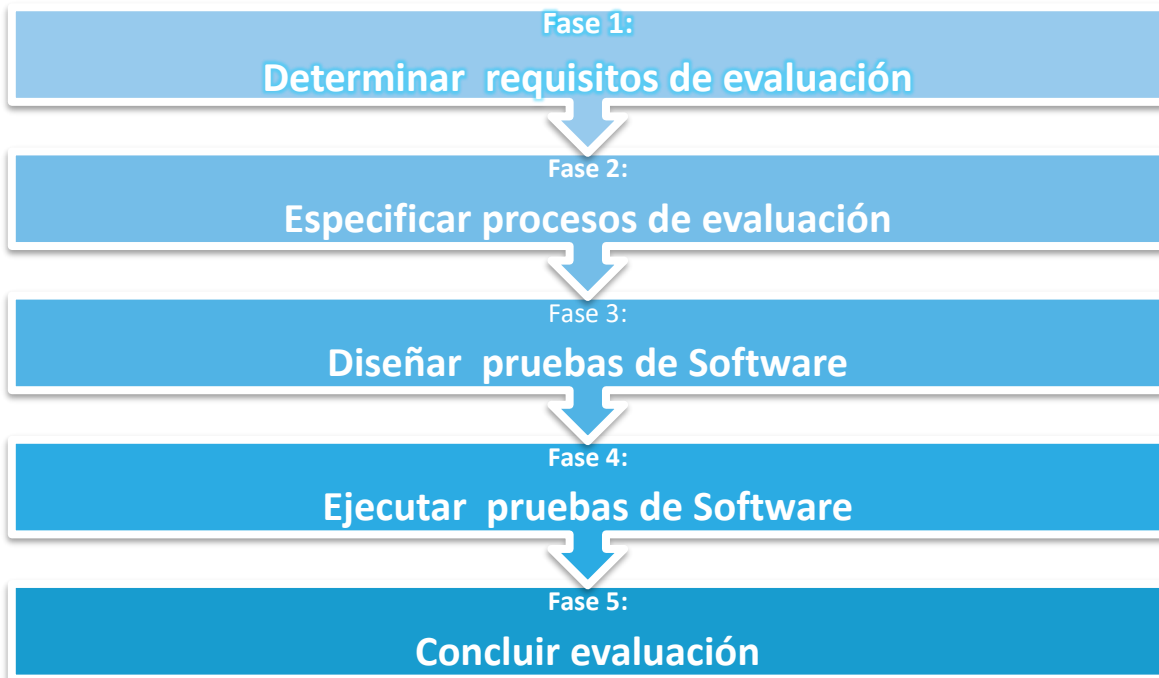 Fase 1:
Determinar requisitos de evaluación
Fase 2:
Especificar procesos de evaluación
Fase 3:
Diseñar pruebas de Software
Fase 4:
Ejecutar pruebas de Software
Fase 5:
Concluir evaluación